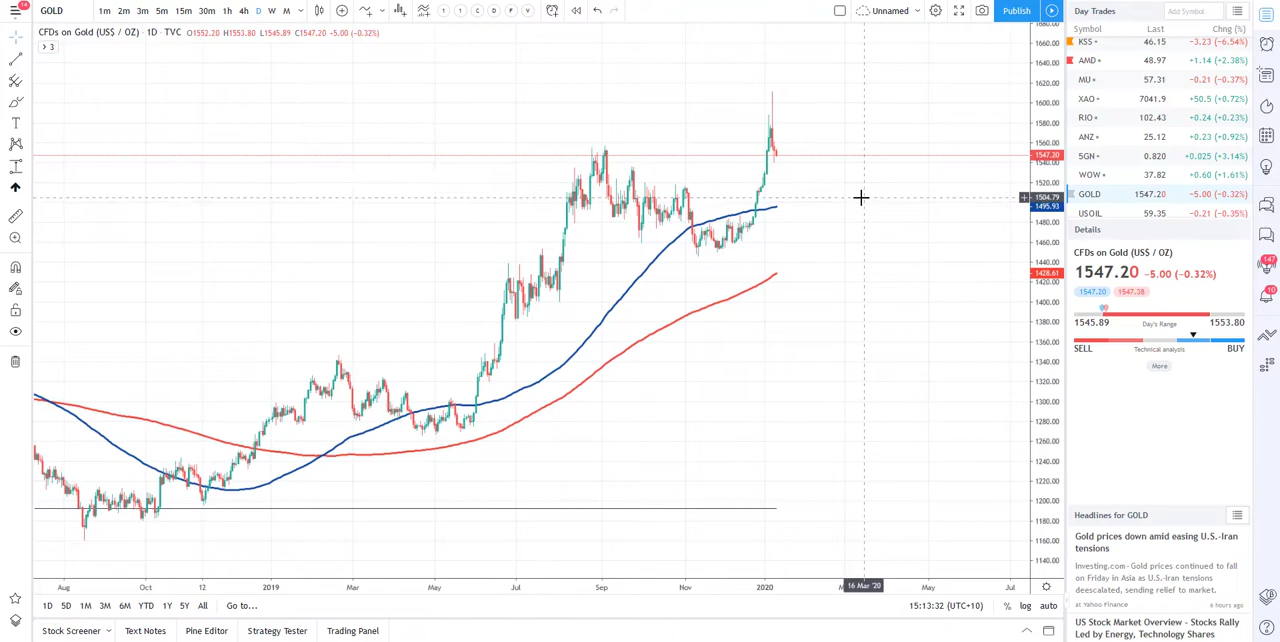 14
GOLD
1m 2m 3m 5m 15m 30m 1h 4h D W M
1 1 C D F V
Unnamed
Publish
CFDs on Gold (US$ / OZ) · 1D · TVC O1552.20 H1553.80 L1545.89 C1547.20 -5.00 (-0.32%)
3
1680.00
1660.00
1640.00
1620.00
1600.00
1580.00
1560.00
1547.20
1540.00
1520.00
1504.79
1495.93
1480.00
1460.00
1440.00
1428.61
1420.00
1400.00
1380.00
1360.00
1340.00
1320.00
1300.00
1280.00
1260.00
1240.00
1220.00
1200.00
1180.00
1160.00
1140.00
Aug Oct 12 2019 Mar May Jul Sep Nov 2020 16 Mar '20 May Jul
1D 5D 1M 3M 6M YTD 1Y 5Y All Go to...
15:13:32 (UTC+10) % log auto
Stock Screener Text Notes Pine Editor Strategy Tester Trading Panel
Day Trades
Add Symbol
Symbol Last Chng (%)
KSS 46.15 -3.23 (-6.54%)
AMD 48.97 +1.14 (+2.38%)
MU 57.31 -0.21 (-0.37%)
XAO 7041.9 +50.5 (+0.72%)
RIO 102.43 +0.24 (+0.23%)
ANZ 25.12 +0.23 (+0.92%)
5GN 0.820 +0.025 (+3.14%)
WOW 37.82 +0.60 (+1.61%)
GOLD 1547.20 -5.00 (-0.32%)
USOIL 59.35 -0.21 (-0.35%)
Details
CFDs on Gold (US$ / OZ)
1547.20 -5.00 (-0.32%)
1547.20 1547.38
1545.89 Day's Range 1553.80
SELL Technical analysis BUY
More
Headlines for GOLD
Gold prices down amid easing U.S.-Iran
tensions
Investing.com - Gold prices continued to fall
on Friday in Asia as U.S.-Iran tensions
deescalated, sending relief to market.
at Yahoo Finance 6 hours ago
US Stock Market Overview - Stocks Rally
Led by Energy, Technology Shares
147
10